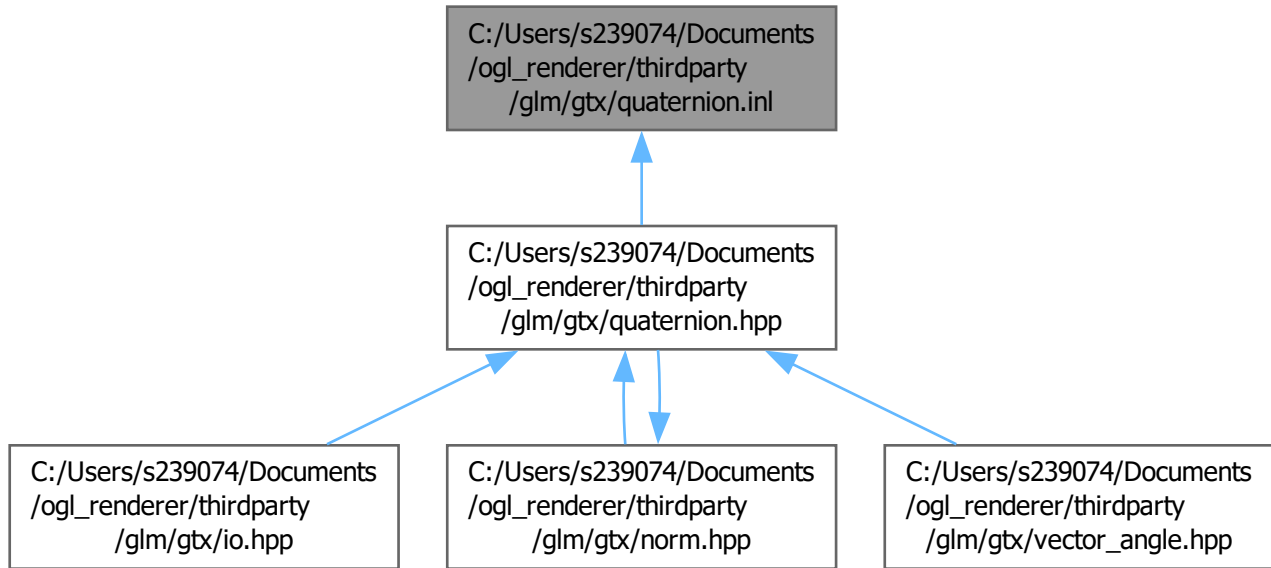 C:/Users/s239074/Documents
/ogl_renderer/thirdparty
/glm/gtx/quaternion.inl
C:/Users/s239074/Documents
/ogl_renderer/thirdparty
/glm/gtx/quaternion.hpp
C:/Users/s239074/Documents
/ogl_renderer/thirdparty
/glm/gtx/io.hpp
C:/Users/s239074/Documents
/ogl_renderer/thirdparty
/glm/gtx/norm.hpp
C:/Users/s239074/Documents
/ogl_renderer/thirdparty
/glm/gtx/vector_angle.hpp